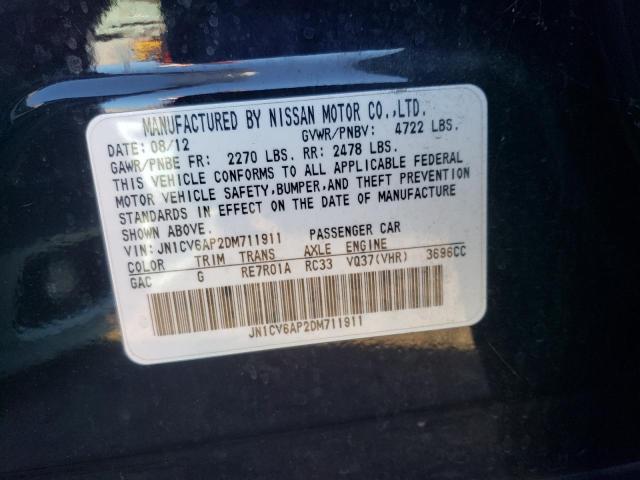 MANUFACTURED BY NISSAN MOTOR CO.,LTD.
DATE: 08/12 GVWR/PNBV: 4722 LBS.
GAWR/PNBE FR: 2270 LBS. RR: 2478 LBS.
THIS VEHICLE CONFORMS TO ALL APPLICABLE FEDERAL
MOTOR VEHICLE SAFETY,BUMPER,AND THEFT PREVENTION
STANDARDS IN EFFECT ON THE DATE OF MANUFACTURE
SHOWN ABOVE.
VIN: JN1CV6AP2DM711911 PASSENGER CAR
COLOR TRIM TRANS AXLE ENGINE
GAC G RE7R01A RC33 VQ37(VHR) 3696CC
JN1CV6AP2DM711911